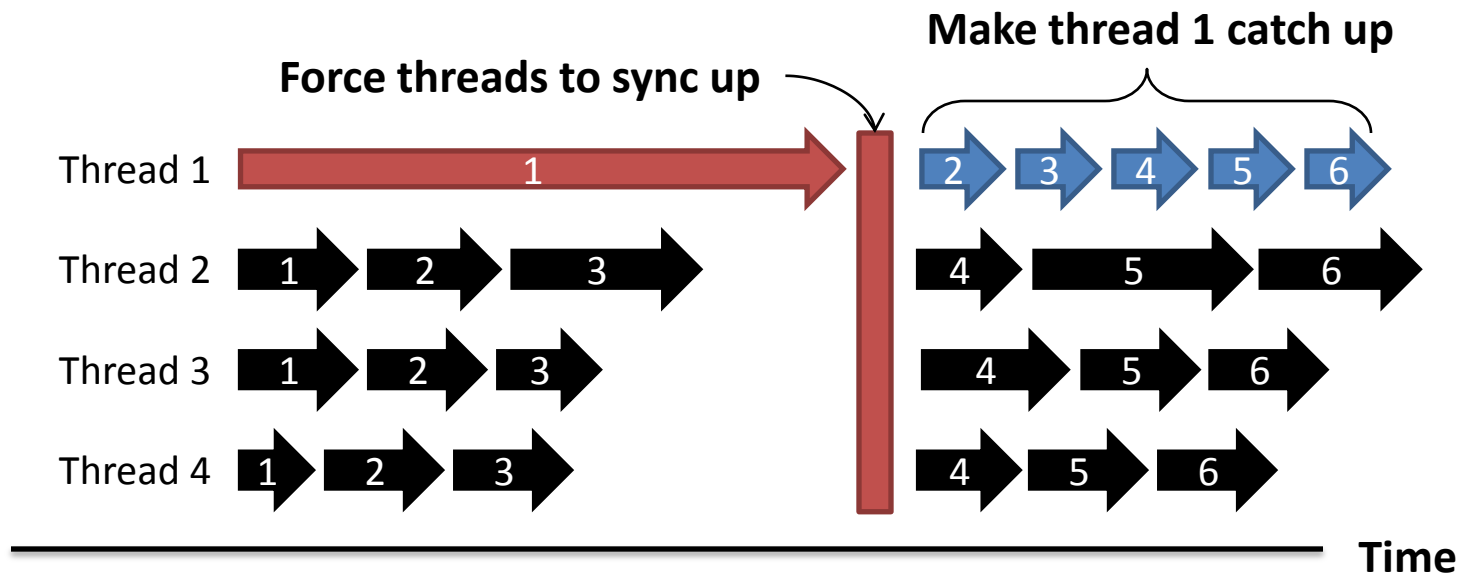 Make thread 1 catch up
Force threads to sync up
Thread 1 1 2 3 4 5 6
Thread 2 1 2 3 4 5 6
Thread 3 1 2 3 4 5 6
Thread 4 1 2 3 4 5 6
Time